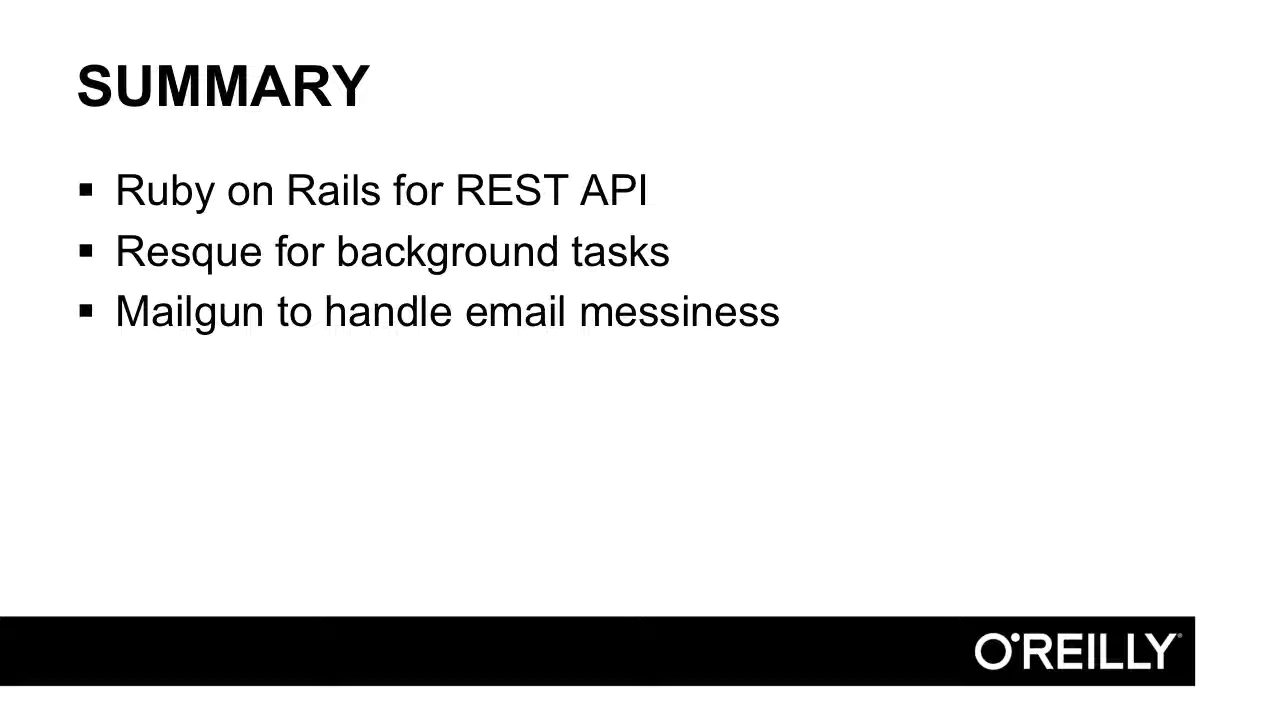 SUMMARY
▪ Ruby on Rails for REST API
▪ Resque for background tasks
▪ Mailgun to handle email messiness
O'REILLY®